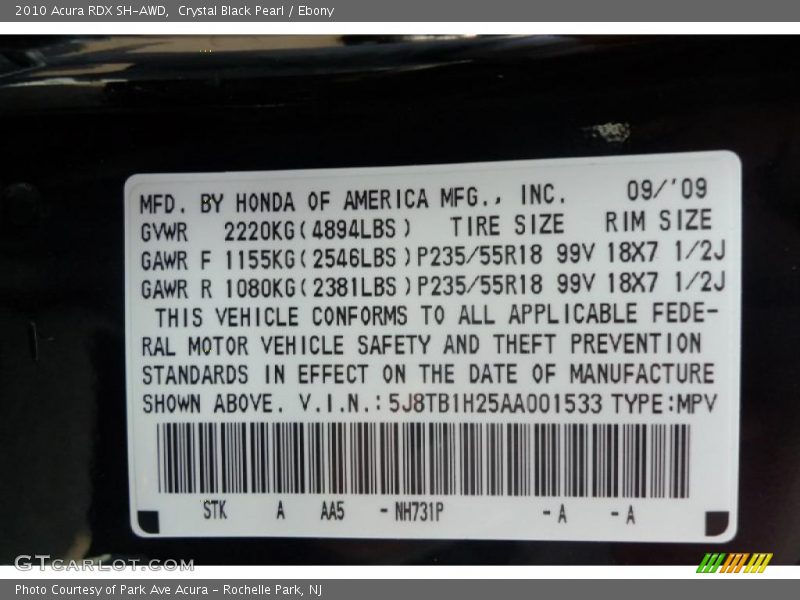 2010 Acura RDX SH-AWD,  Crystal Black Pearl / Ebony
MFD. BY HONDA OF AMERICA MFG., INC. 09/'09
GVWR 2220KG(4894LBS) TIRE SIZE RIM SIZE
GAWR F 1155KG(2546LBS)P235/55R18 99V 18X7 1/2J
GAWR R 1080KG(2381LBS)P235/55R18 99V 18X7 1/2J
THIS VEHICLE CONFORMS TO ALL APPLICABLE FEDE-
RAL MOTOR VEHICLE SAFETY AND THEFT PREVENTION
STANDARDS IN EFFECT ON THE DATE OF MANUFACTURE
SHOWN ABOVE. V.I.N.:5J8TB1H25AA001533 TYPE:MPV
STK A AA5 -NH731P -A -A
GTcarlot.com
Photo Courtesy of Park Ave Acura - Rochelle Park, NJ